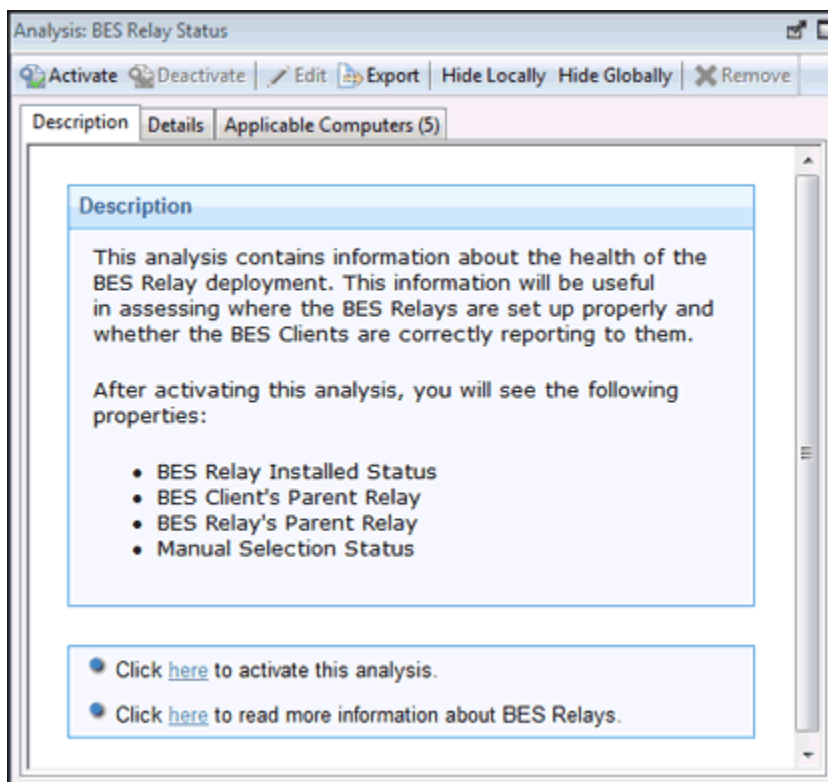 Analysis: BES Relay Status
Activate Deactivate Edit Export Hide Locally Hide Globally Remove
Description Details Applicable Computers (5)
Description
This analysis contains information about the health of the
BES Relay deployment. This information will be useful
in assessing where the BES Relays are set up properly and
whether the BES Clients are correctly reporting to them.
After activating this analysis, you will see the following
properties:
• BES Relay Installed Status
• BES Client's Parent Relay
• BES Relay's Parent Relay
• Manual Selection Status
Click here to activate this analysis.
Click here to read more information about BES Relays.